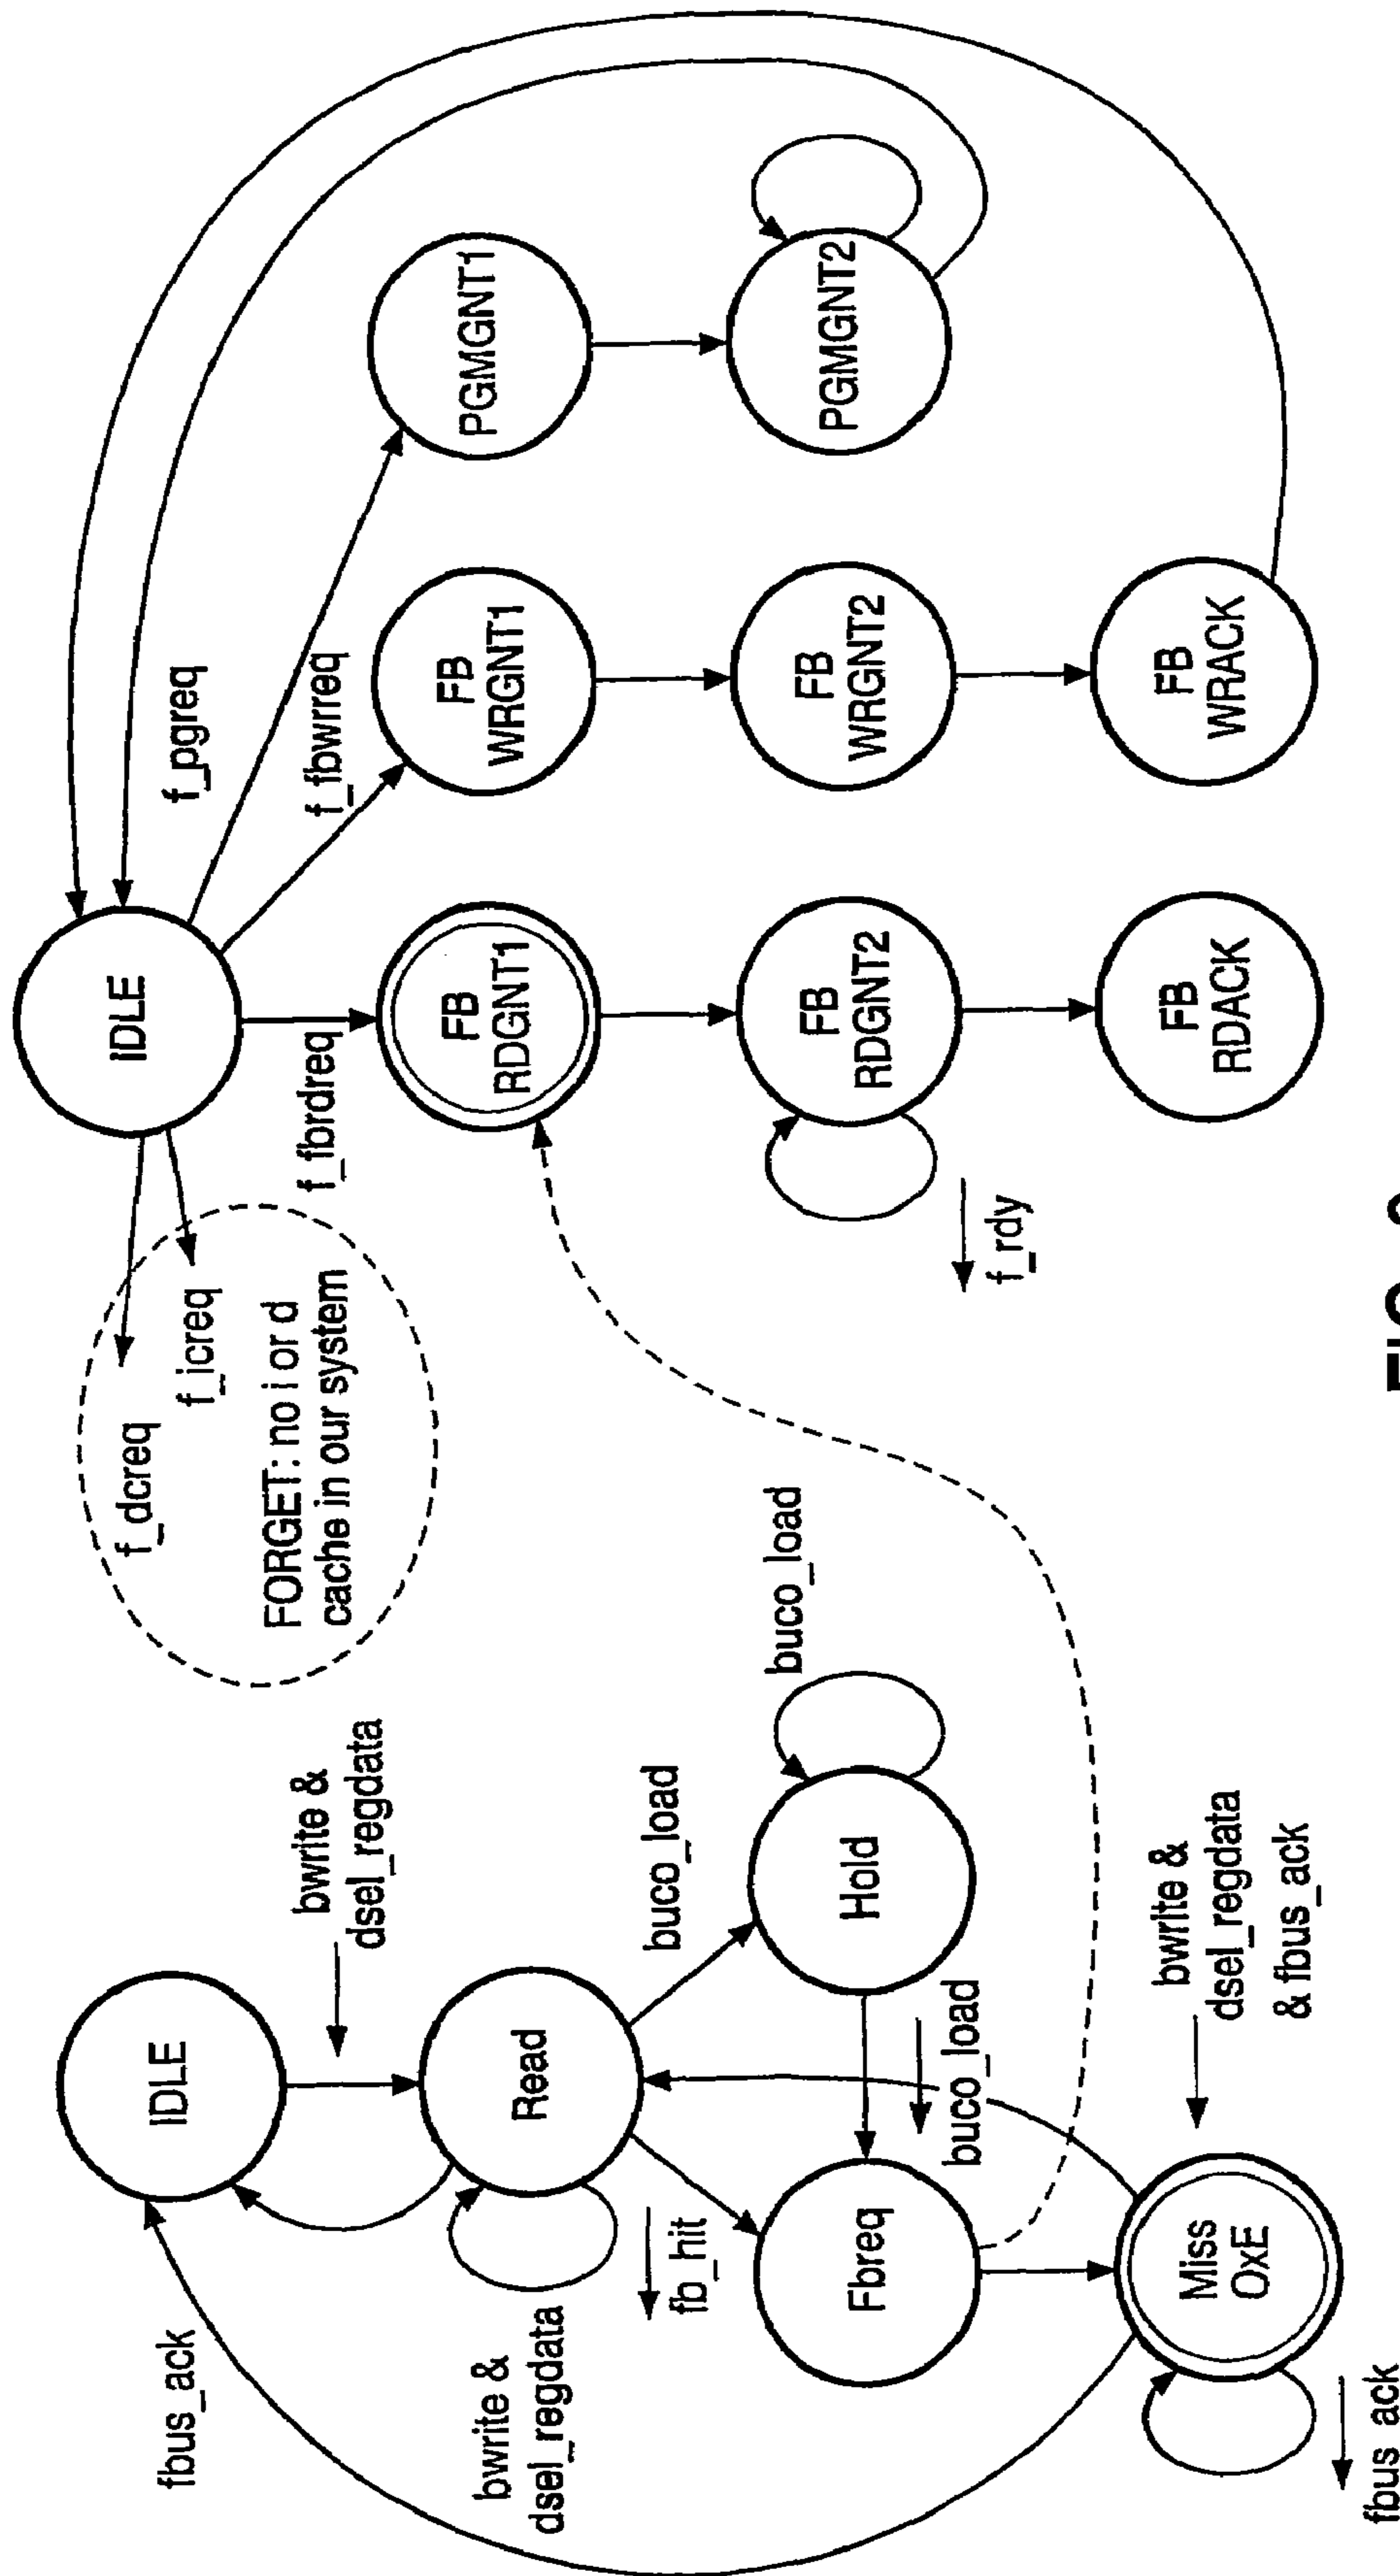 IDLE
fbus_ack
bwrite &
dsel_regdata
Read
bwrite &
dsel_regdata
fb_hit
buco_load
Hold
buco_load
Fbreq
buco_load
Miss
OxE
fbus_ack
bwrite &
dsel_regdata
& fbus_ack
f_dcreq
f_icreq
FORGET: no i or d
cache in our system
IDLE
f_fbrdreq
f_fbwrreq
f_pgreq
FB
RDGNT1
FB
WRGNT1
PGMGNT1
FB
RDGNT2
f_rdy
FB
WRGNT2
PGMGNT2
FB
RDACK
FB
WRACK
FIG.